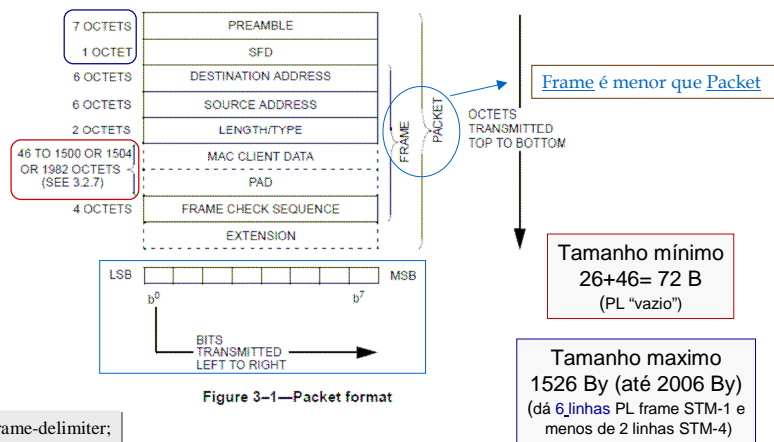 7 OCTETS PREAMBLE
1 OCTET SFD
6 OCTETS DESTINATION ADDRESS
6 OCTETS SOURCE ADDRESS
2 OCTETS LENGTH/TYPE
46 TO 1500 OR 1504
OR 1982 OCTETS
(SEE 3.2.7)
MAC CLIENT DATA
PAD
4 OCTETS FRAME CHECK SEQUENCE
EXTENSION
FRAME
PACKET
OCTETS
TRANSMITTED
TOP TO BOTTOM
Frame é menor que Packet
LSB MSB
b0 b7
BITS
TRANSMITTED
LEFT TO RIGHT
Figure 3–1—Packet format
Tamanho mínimo
26+46= 72 B
(PL “vazio”)
Tamanho maximo
1526 By (até 2006 By)
(dá 6 linhas PL frame STM-1 e
menos de 2 linhas STM-4)
rame-delimiter;